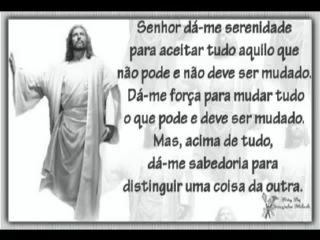 Senhor dá-me serenidade
para aceitar tudo aquilo que
não pode e não deve ser mudado.
Dá-me força para mudar tudo
o que pode e deve ser mudado.
Mas, acima de tudo,
dá-me sabedoria para
distinguir uma coisa da outra.